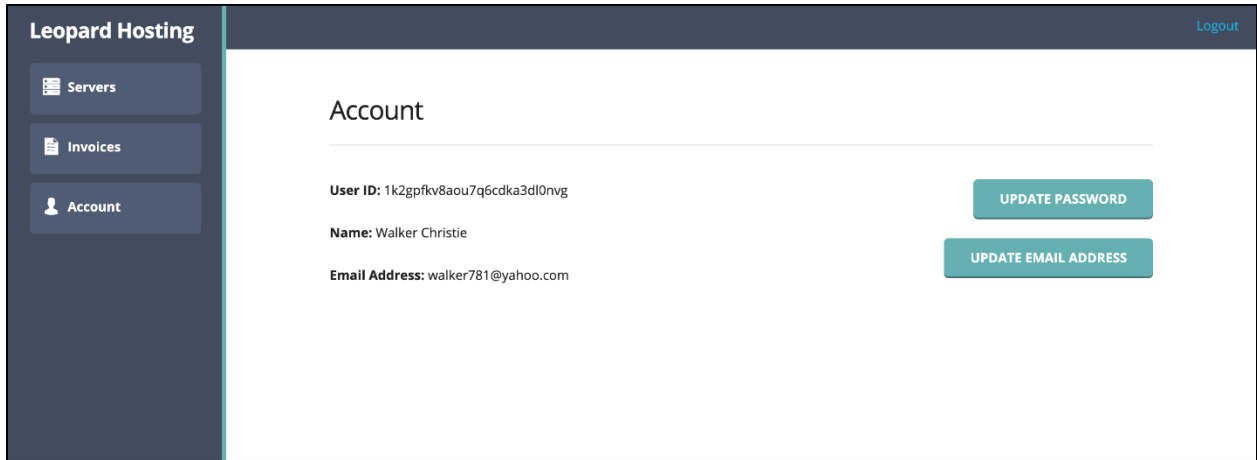 Leopard Hosting
Logout
Servers
Invoices
Account
Account
User ID: 1k2gpfkv8aou7q6cdka3dl0nvg
Name: Walker Christie
Email Address: walker781@yahoo.com
UPDATE PASSWORD
UPDATE EMAIL ADDRESS